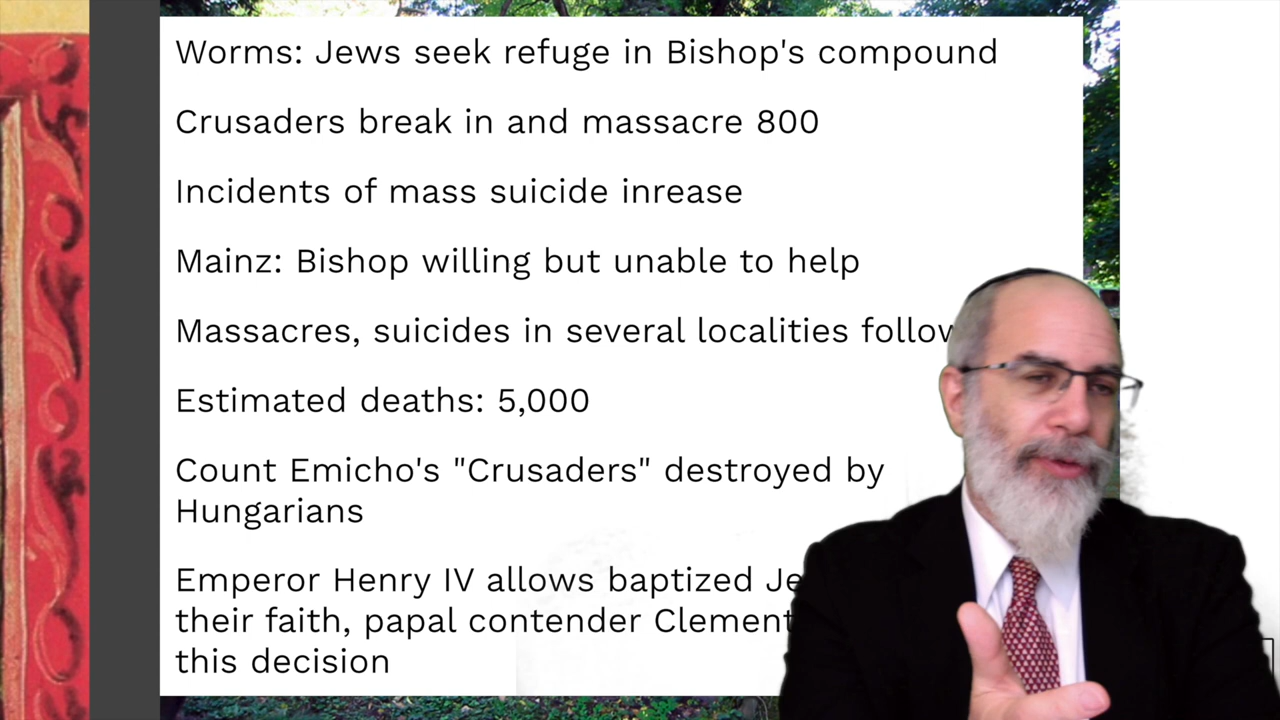 Worms: Jews seek refuge in Bishop's compound
Crusaders break in and massacre 800
Incidents of mass suicide inrease
Mainz: Bishop willing but unable to help
Massacres, suicides in several localities follow
Estimated deaths: 5,000
Count Emicho's "Crusaders" destroyed by
Hungarians
Emperor Henry IV allows baptized
their faith, papal contender Clement
this decision